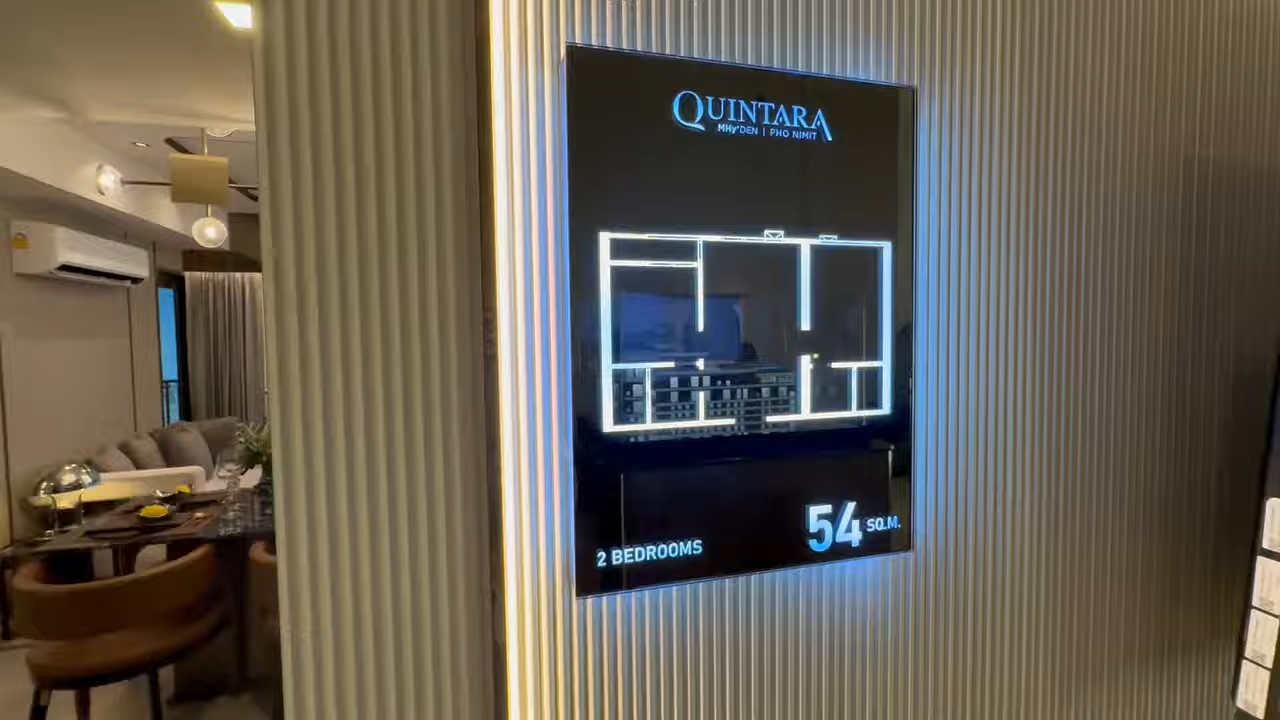 QUINTARA
MHy'DEN | PHO NIMIT
2 BEDROOMS
54 SQ.M.